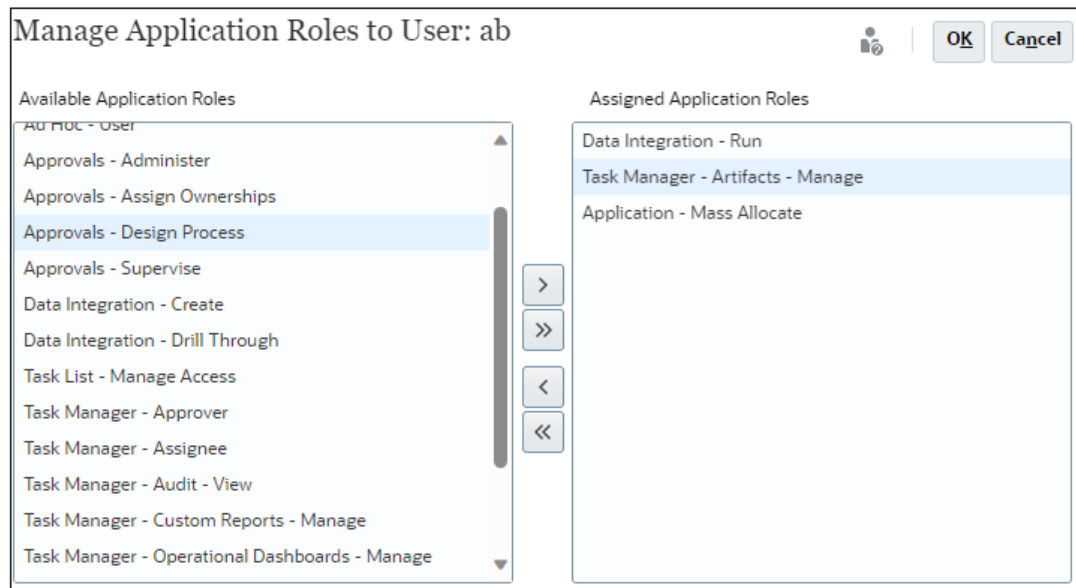 Manage Application Roles to User: ab
OK
Cancel
Available Application Roles
Ad Hoc - User
Approvals - Administer
Approvals - Assign Ownerships
Approvals - Design Process
Approvals - Supervise
Data Integration - Create
Data Integration - Drill Through
Task List - Manage Access
Task Manager - Approver
Task Manager - Assignee
Task Manager - Audit - View
Task Manager - Custom Reports - Manage
Task Manager - Operational Dashboards - Manage
Assigned Application Roles
Data Integration - Run
Task Manager - Artifacts - Manage
Application - Mass Allocate